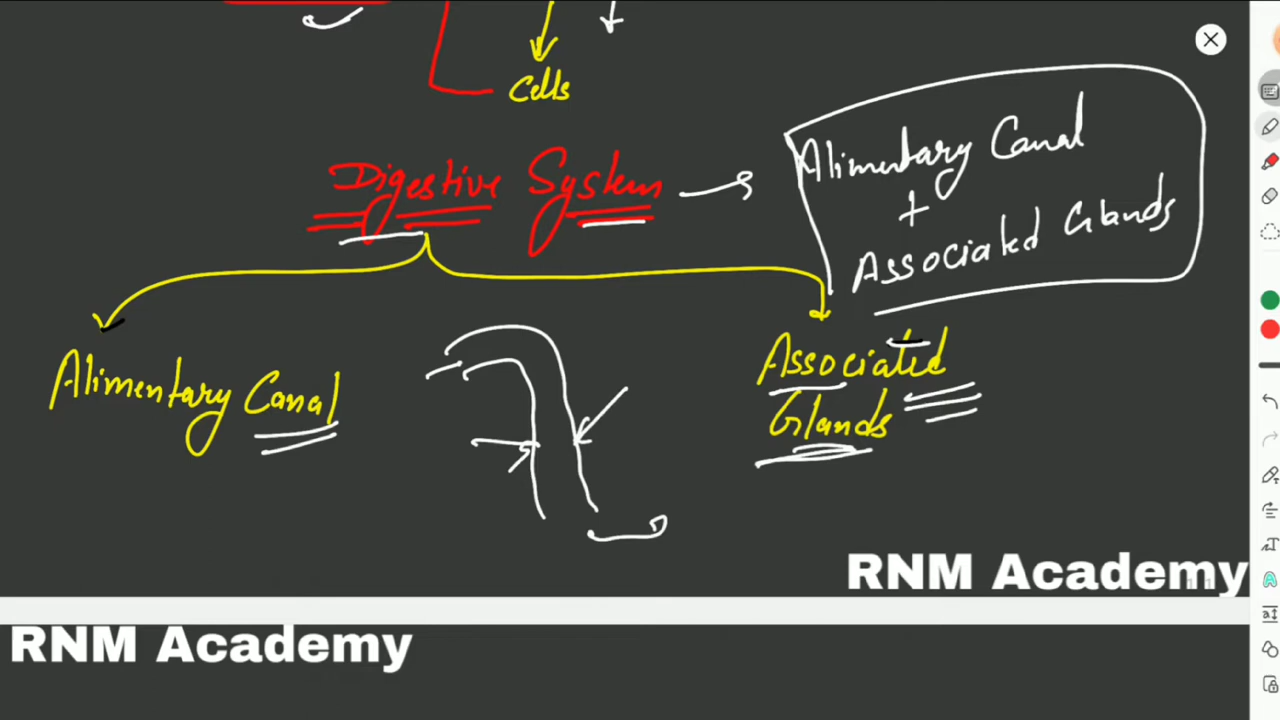 Cells
Digestive System
Alimentary Canal
+
Associated Glands
Alimentary Canal
Associated
Glands
RNM Academy
RNM Academy